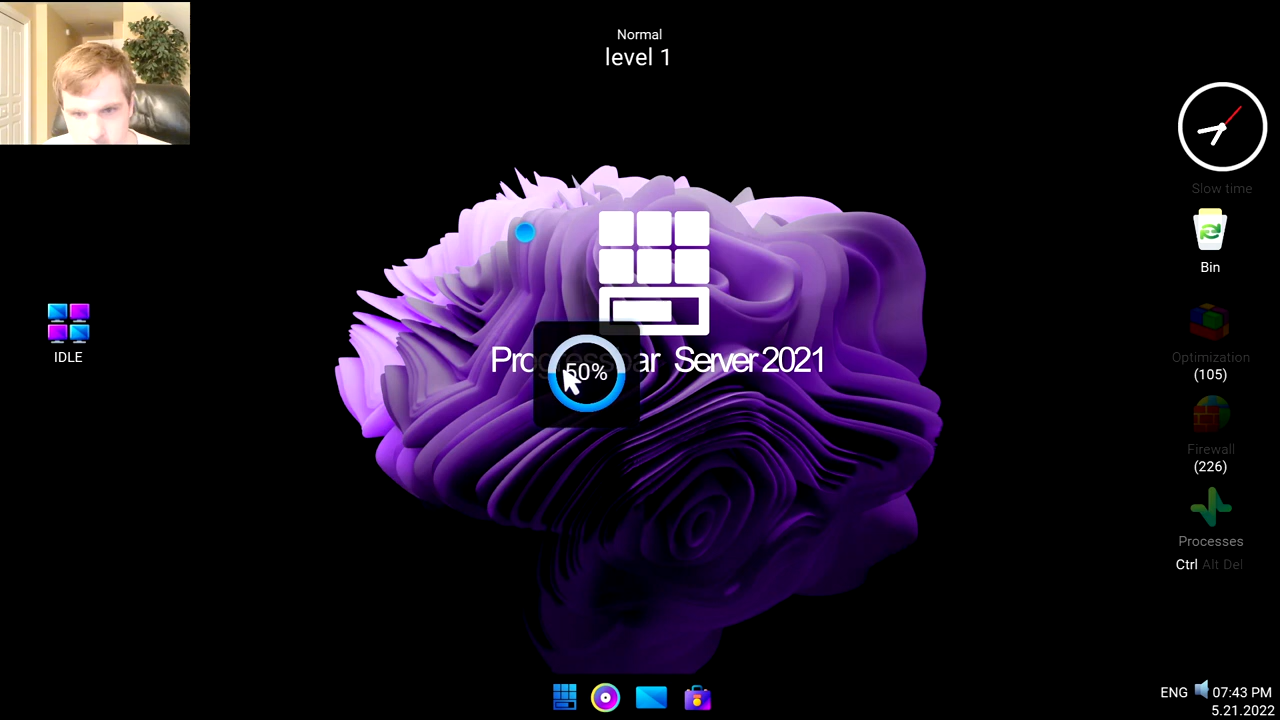 Normal
level 1
Slow time
Bin
IDLE
50%
Progressbar Server 2021
Optimization
(105)
Firewall
(226)
Processes
Ctrl Alt Del
ENG 07:43 PM
5.21.2022